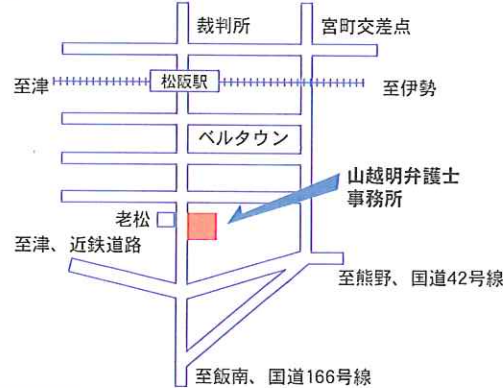 裁判所
宮町交差点
至津
松阪駅
至伊勢
ベルタウン
山越明弁護士
事務所
老松
至津、近鉄道路
至熊野、国道42号線
至飯南、国道166号線